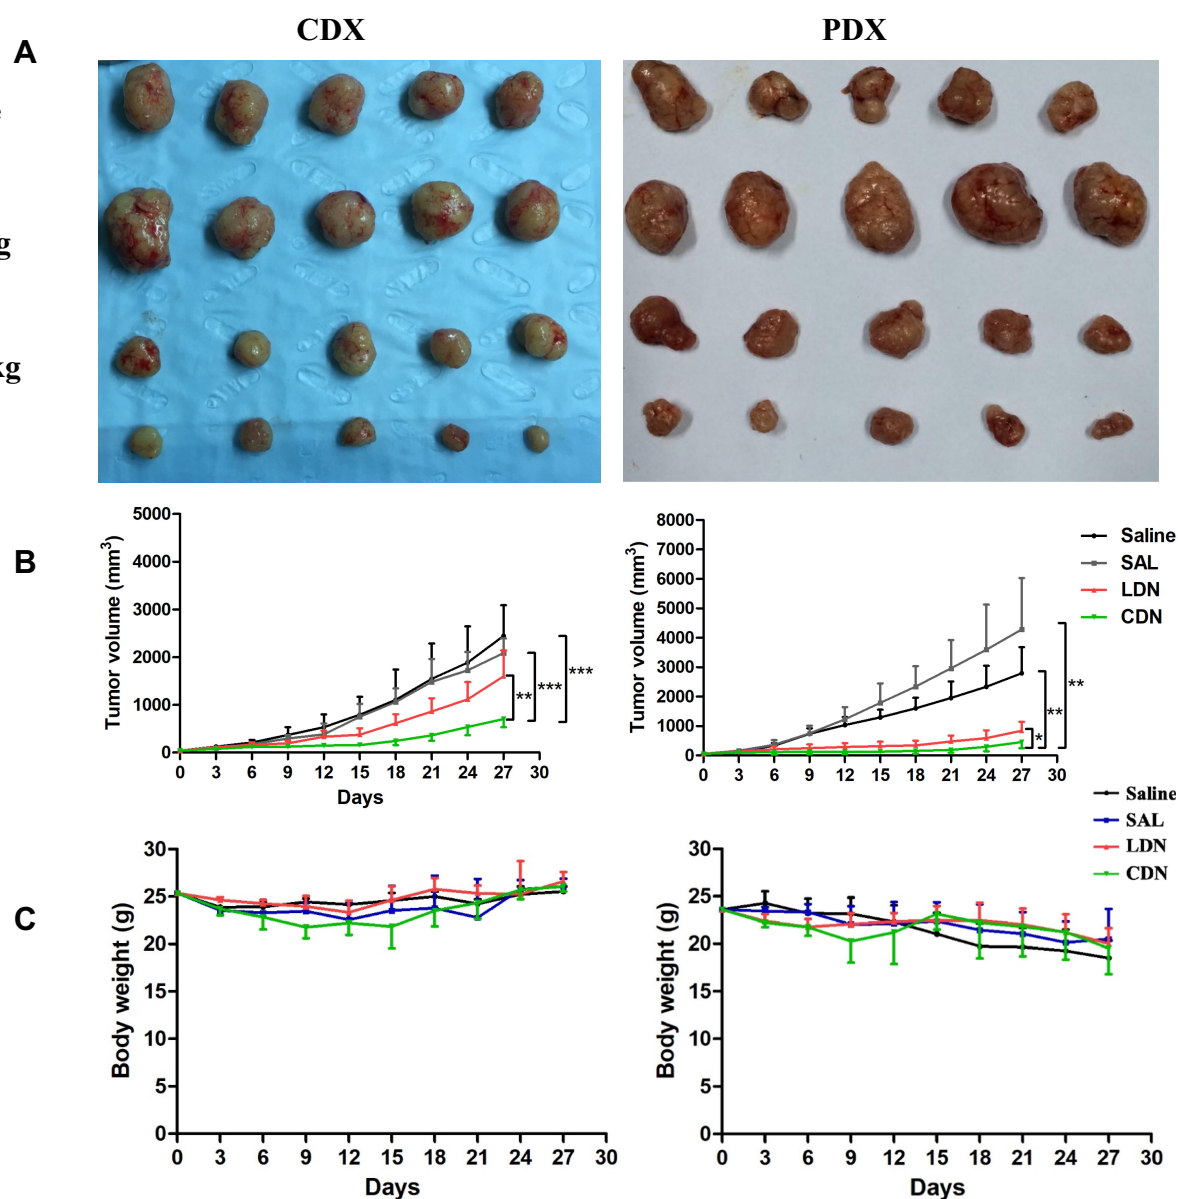 CDX
PDX
A
g
kg
B
Tumor volume (mm³)
5000
4000
3000
2000
1000
0
0 3 6 9 12 15 18 21 24 27 30
Days
** *** ***
Tumor volume (mm³)
8000
7000
6000
5000
4000
3000
2000
1000
0
0 3 6 9 12 15 18 21 24 27 30
* ** **
Saline
SAL
LDN
CDN
C
Body weight (g)
30
25
20
15
10
5
0
0 3 6 9 12 15 18 21 24 27 30
Days
Body weight (g)
30
25
20
15
10
5
0
0 3 6 9 12 15 18 21 24 27 30
Days
Saline
SAL
LDN
CDN